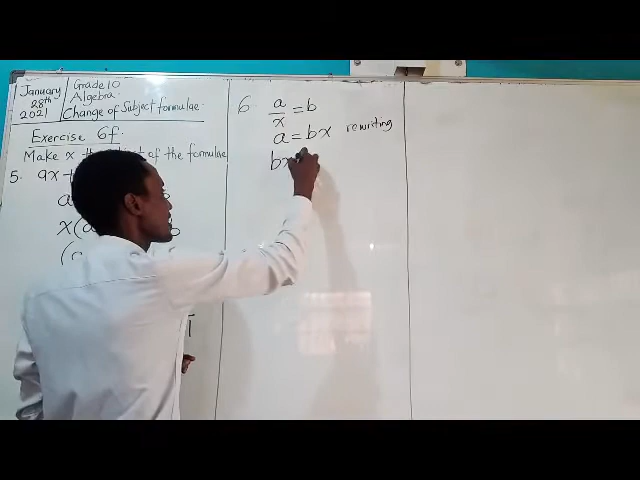 January
28th
2021
Grade 10
Algebra.
Change of Subject formulae.
Exercise 6f
Make x of the formulae
5. ax+
x(a
6 a/x = b
a = bx rewriting
bx